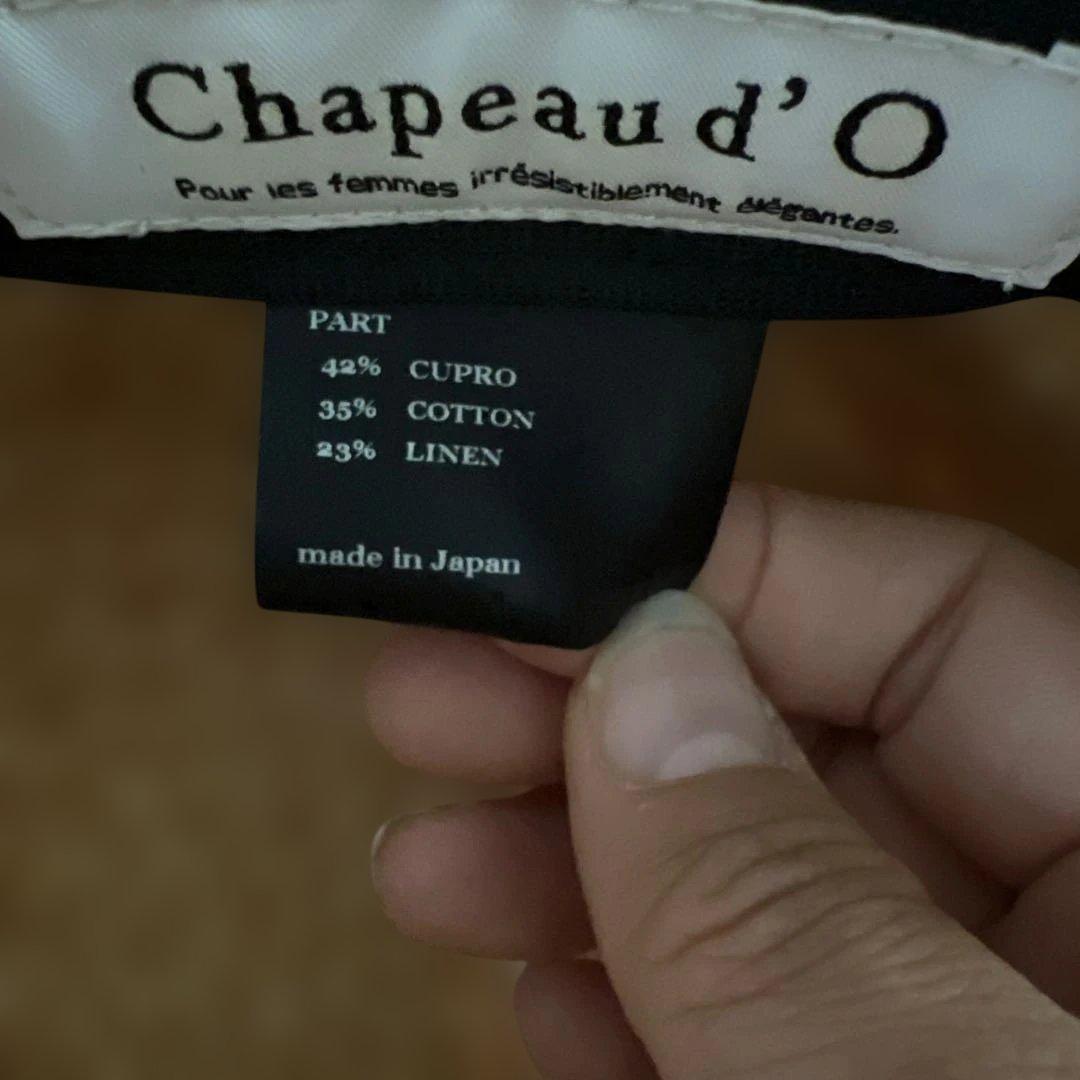 Chapeau d' O
Pour les femmes irrésistiblement élégantes.
PART
42% CUPRO
35% COTTON
23% LINEN
made in Japan